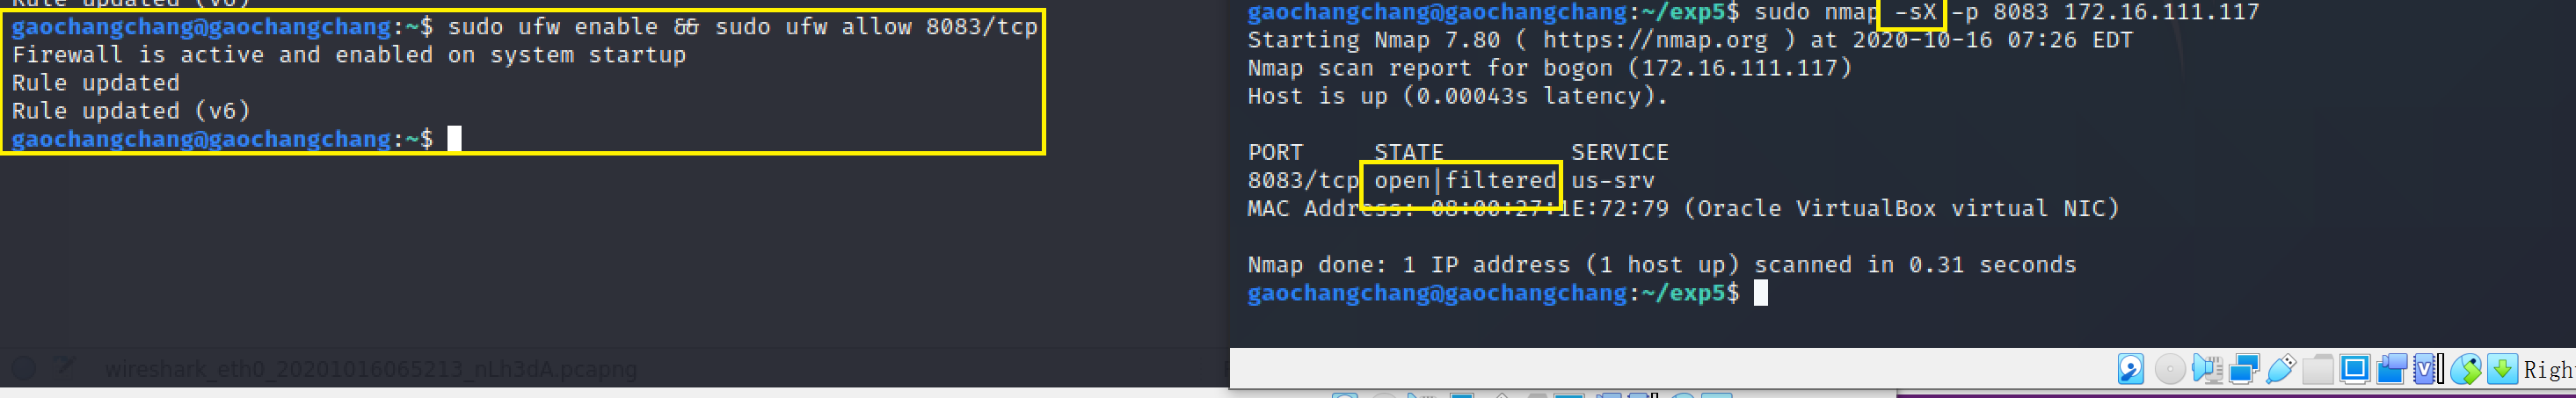 Rule updated (v6)
gaochangchang@gaochangchang:~$ sudo ufw enable && sudo ufw allow 8083/tcp
Firewall is active and enabled on system startup
Rule updated
Rule updated (v6)
gaochangchang@gaochangchang:~$
wireshark_eth0_20201016065213_nLh3dA.pcapng
gaochangchang@gaochangchang:~/exp5$ sudo nmap -sX -p 8083 172.16.111.117
Starting Nmap 7.80 ( https://nmap.org ) at 2020-10-16 07:26 EDT
Nmap scan report for bogon (172.16.111.117)
Host is up (0.00043s latency).
PORT STATE SERVICE
8083/tcp open|filtered us-srv
MAC Address: 08:00:27:1E:72:79 (Oracle VirtualBox virtual NIC)
Nmap done: 1 IP address (1 host up) scanned in 0.31 seconds
gaochangchang@gaochangchang:~/exp5$
Righ